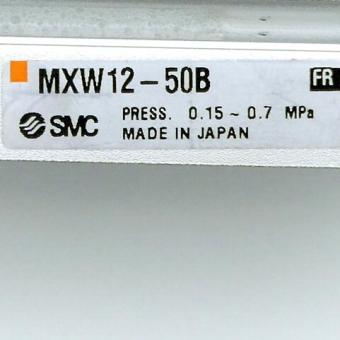 MXW12-50B FR
SMC PRESS. 0.15 ~ 0.7 MPa
MADE IN JAPAN